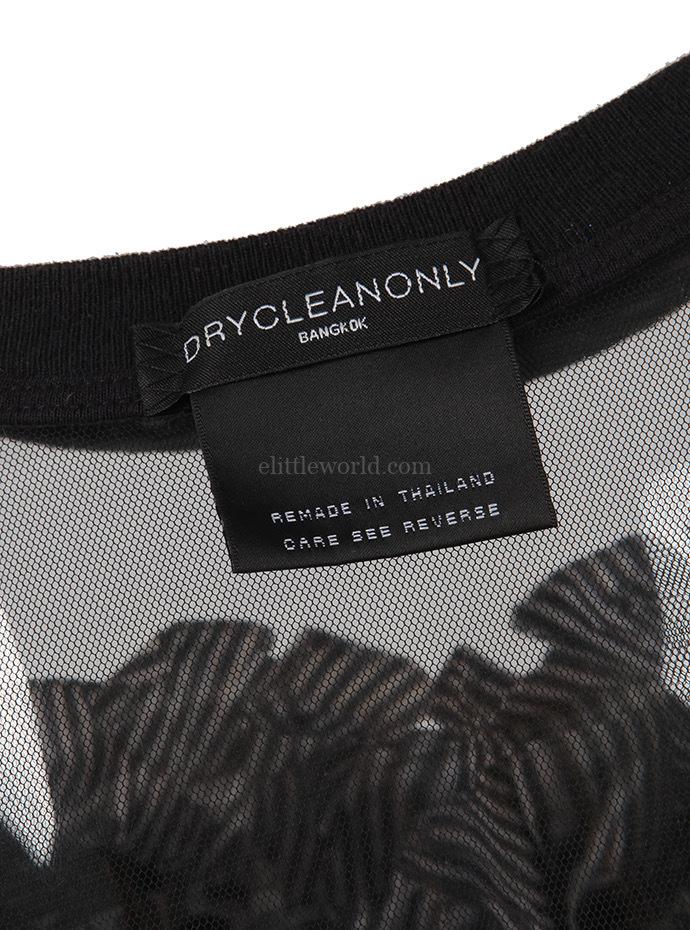 DRYCLEANONLY
BANGKOK
elittleworld.com
REMADE IN THAILAND
CARE SEE REVERSE